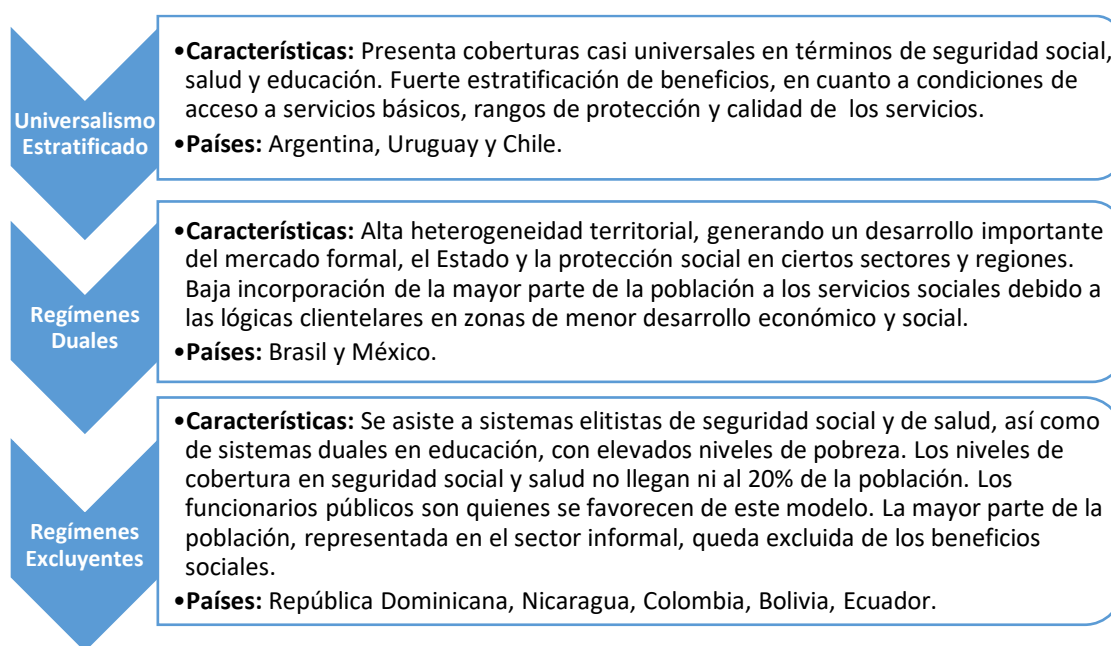 Universalismo
Estratificado
•Características: Presenta coberturas casi universales en términos de seguridad social,
salud y educación. Fuerte estratificación de beneficios, en cuanto a condiciones de
acceso a servicios básicos, rangos de protección y calidad de los servicios.
•Países: Argentina, Uruguay y Chile.
Regímenes
Duales
•Características: Alta heterogeneidad territorial, generando un desarrollo importante
del mercado formal, el Estado y la protección social en ciertos sectores y regiones.
Baja incorporación de la mayor parte de la población a los servicios sociales debido a
las lógicas clientelares en zonas de menor desarrollo económico y social.
•Países: Brasil y México.
Regímenes
Excluyentes
•Características: Se asiste a sistemas elitistas de seguridad social y de salud, así como
de sistemas duales en educación, con elevados niveles de pobreza. Los niveles de
cobertura en seguridad social y salud no llegan ni al 20% de la población. Los
funcionarios públicos son quienes se favorecen de este modelo. La mayor parte de la
población, representada en el sector informal, queda excluida de los beneficios
sociales.
•Países: República Dominicana, Nicaragua, Colombia, Bolivia, Ecuador.